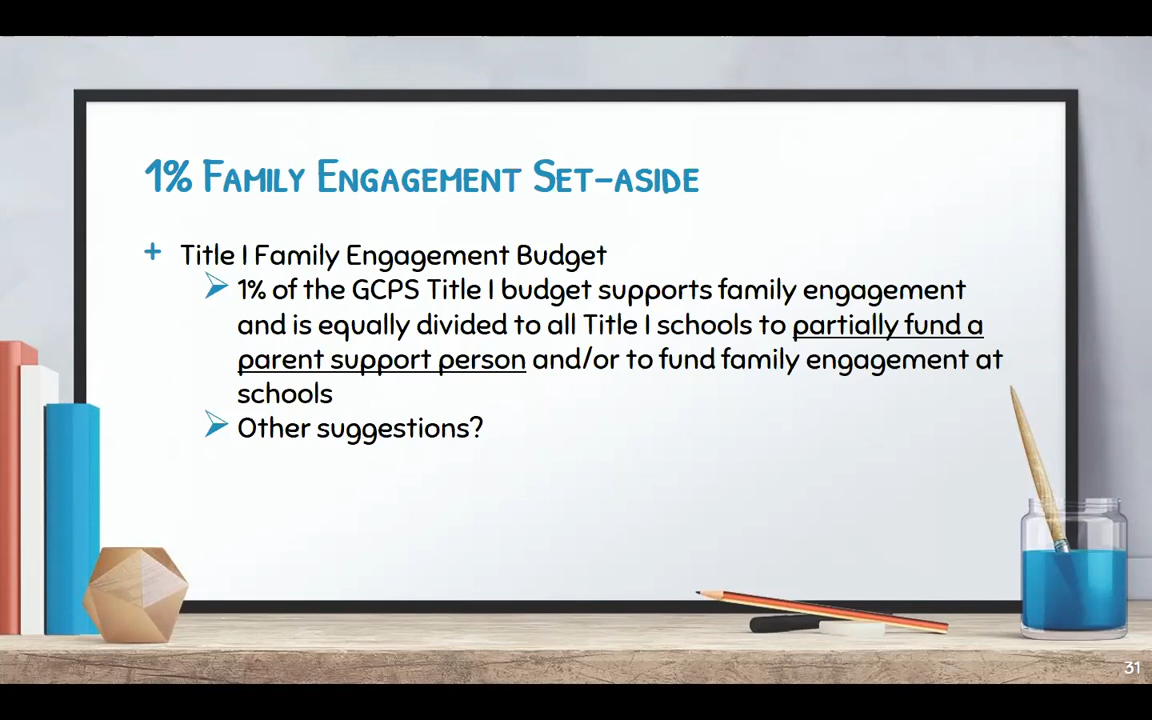 1% Family Engagement Set-aside
+ Title I Family Engagement Budget
1% of the GCPS Title I budget supports family engagement
and is equally divided to all Title I schools to partially fund a
parent support person and/or to fund family engagement at
schools
Other suggestions?
31